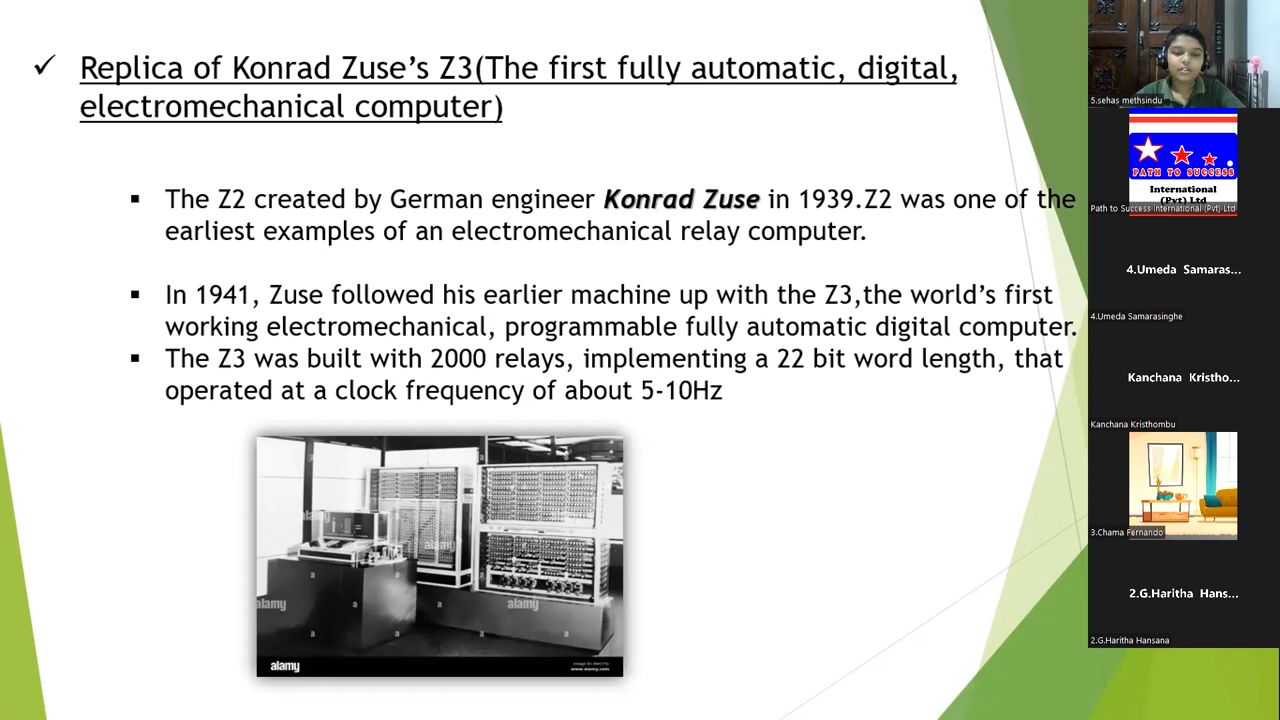 ✓ Replica of Konrad Zuse’s Z3(The first fully automatic, digital,
electromechanical computer)
▪ The Z2 created by German engineer Konrad Zuse in 1939.Z2 was one of the
earliest examples of an electromechanical relay computer.
▪ In 1941, Zuse followed his earlier machine up with the Z3,the world’s first
working electromechanical, programmable fully automatic digital computer.
▪ The Z3 was built with 2000 relays, implementing a 22 bit word length, that
operated at a clock frequency of about 5-10Hz
alamy
alamy
alamy
alamy
a
a
a
a
a
a
alamy
www.alamy.com
5.sehas methsindu
PATH TO SUCCESS
International
(Pvt) Ltd
Path to Success International (Pvt) Ltd
4.Umeda Samaras...
4.Umeda Samarasinghe
Kanchana Kristho...
Kanchana Kristhombu
3.Chama Fernando
2.G.Haritha Hans...
2.G.Haritha Hansana